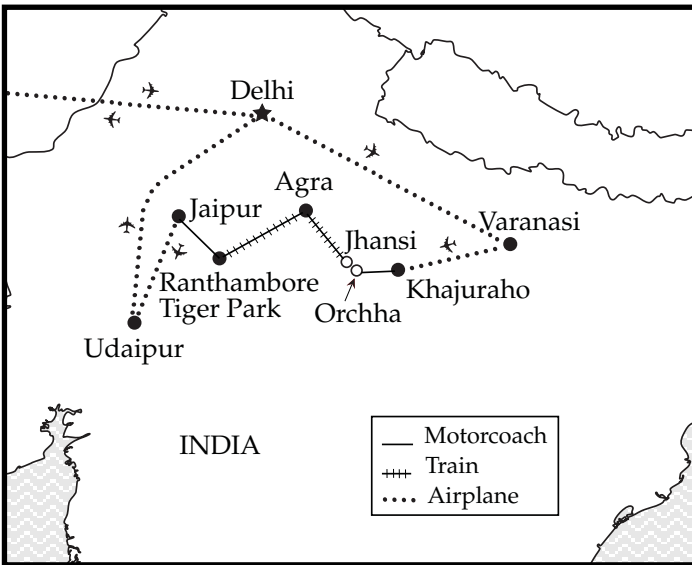 Delhi
Agra
Jaipur
Varanasi
Jhansi
Ranthambore
Tiger Park
Khajuraho
Orchha
Udaipur
INDIA
Motorcoach
Train
Airplane